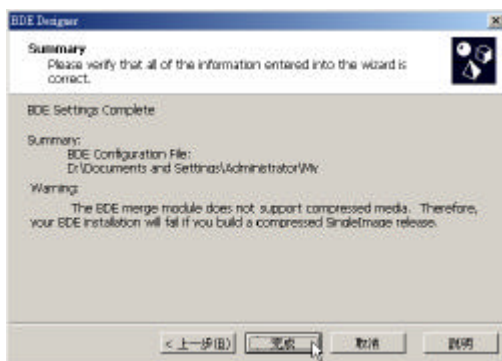 BDE Designer
Summary
Please verify that all of the information entered into the wizard is
correct.
BDE Settings Complete
Summary:
BDE Configuration File:
D:\Documents and Settings\Administrator\My
Warning:
The BDE merge module does not support compressed media. Therefore,
your BDE installation will fail if you build a compressed SingleImage release.
< 上一步(B) 完成 取消 說明